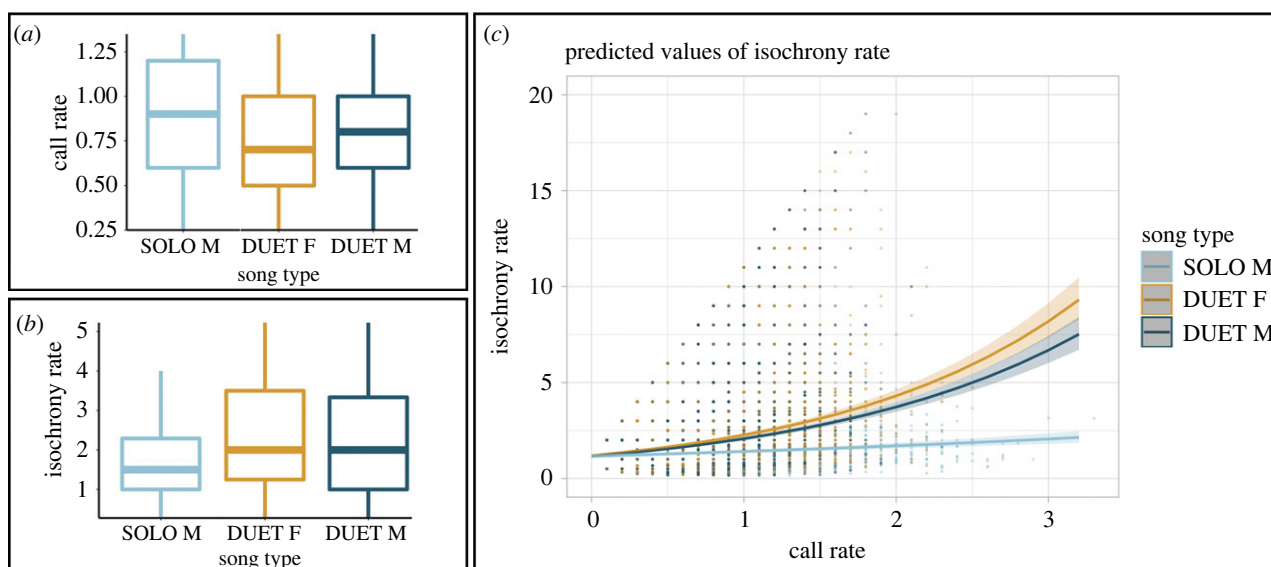 (a)
1.25
1.00
0.75
0.50
0.25
call rate
SOLO M DUET F DUET M
song type
(b)
5
4
3
2
1
isochrony rate
SOLO M DUET F DUET M
song type
(c)
predicted values of isochrony rate
20
15
10
5
0
isochrony rate
0 1 2 3
call rate
song type
SOLO M
DUET F
DUET M